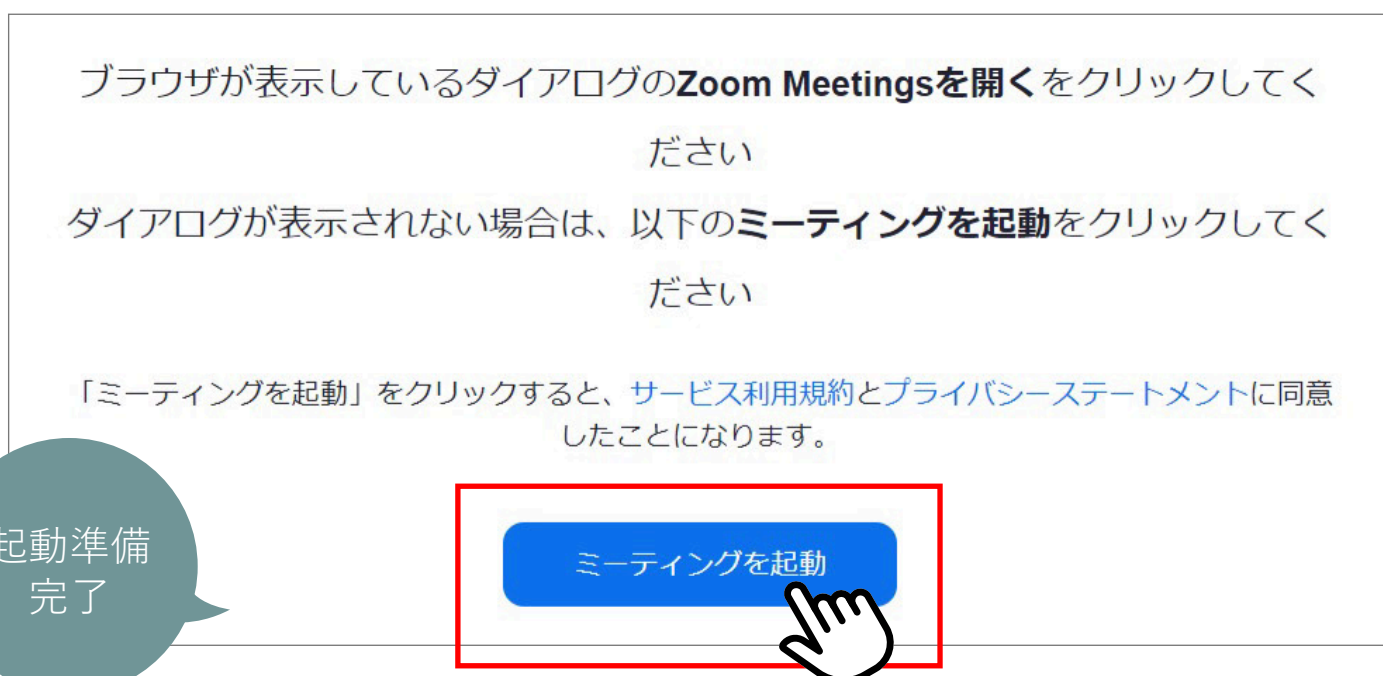 ブラウザが表示しているダイアログのZoom Meetingsを開くをクリックしてく
ださい
ダイアログが表示されない場合は、以下のミーティングを起動をクリックしてく
ださい
「ミーティングを起動」をクリックすると、サービス利用規約とプライバシーステートメントに同意
したことになります。
起動準備
完了
ミーティングを起動